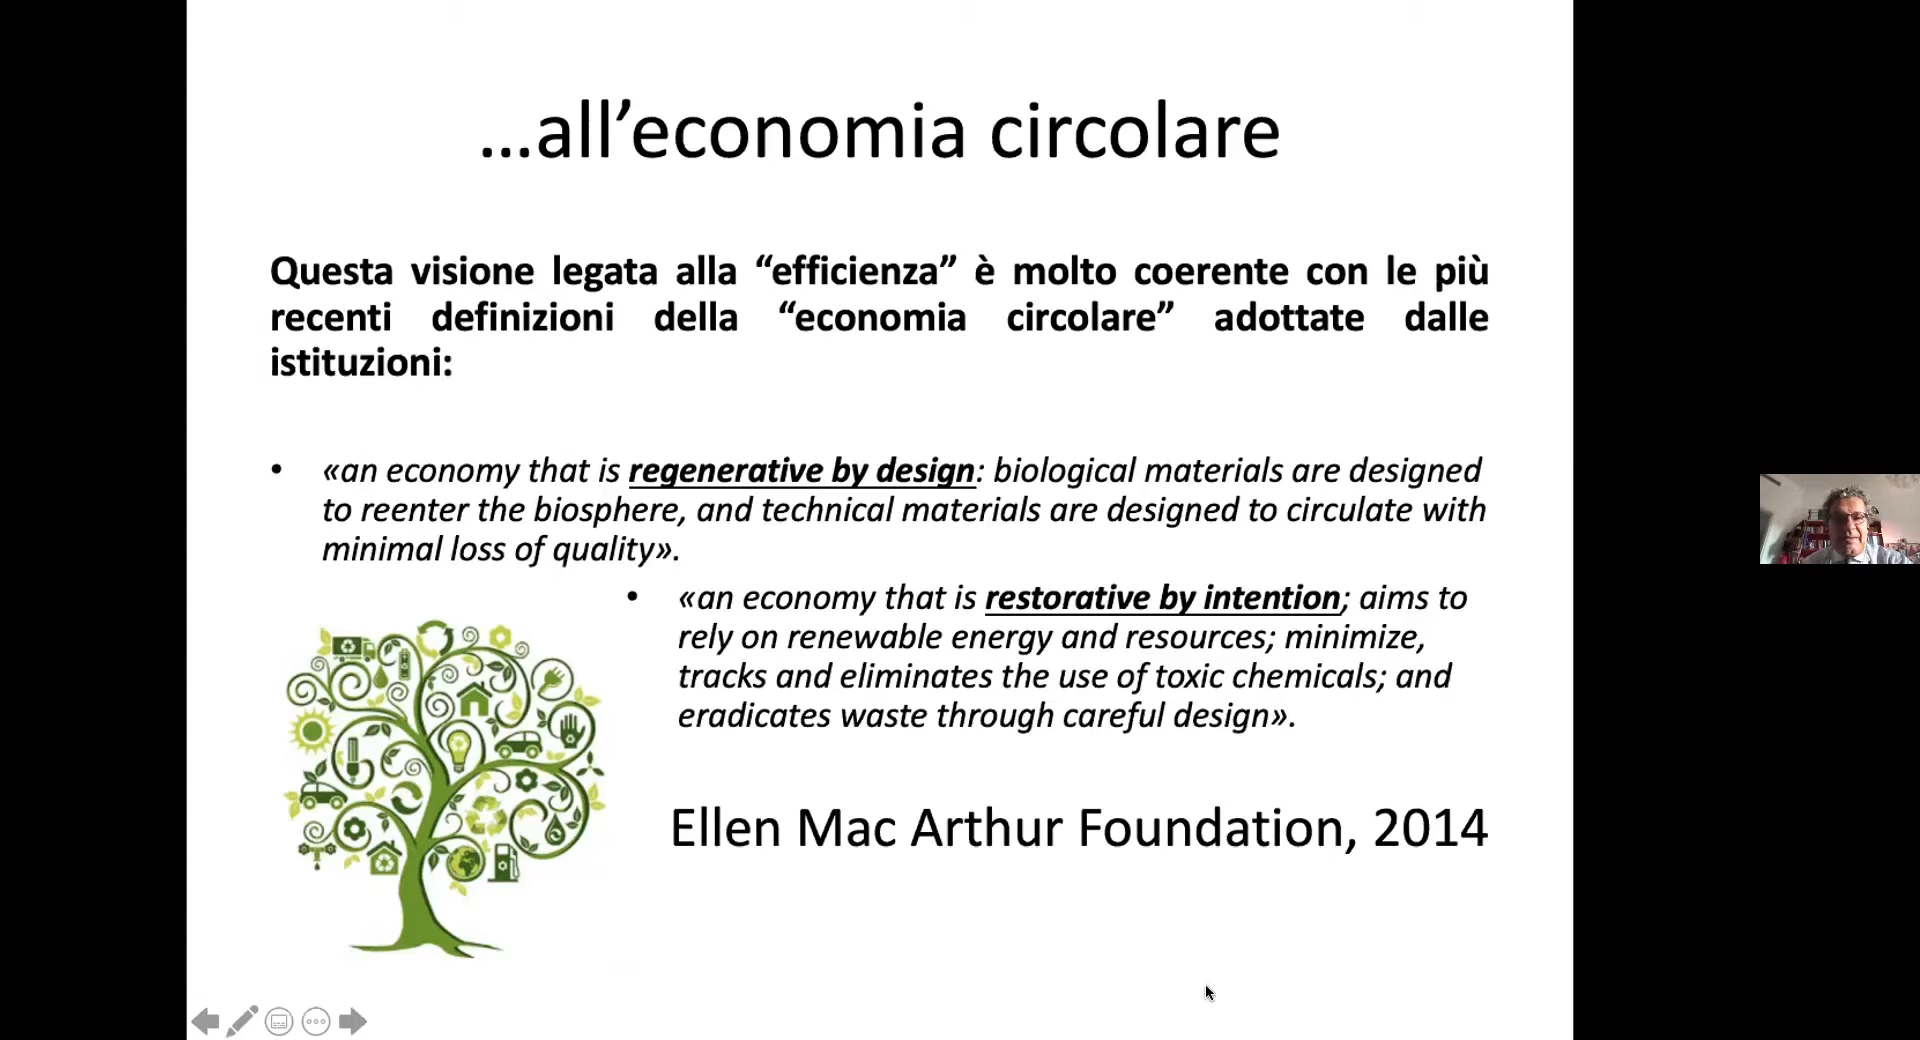 …all’economia circolare
Questa visione legata alla “efficienza” è molto coerente con le più
recenti definizioni della “economia circolare” adottate dalle
istituzioni:
• «an economy that is regenerative by design: biological materials are designed
to reenter the biosphere, and technical materials are designed to circulate with
minimal loss of quality».
• «an economy that is restorative by intention; aims to
rely on renewable energy and resources; minimize,
tracks and eliminates the use of toxic chemicals; and
eradicates waste through careful design».
Ellen Mac Arthur Foundation, 2014